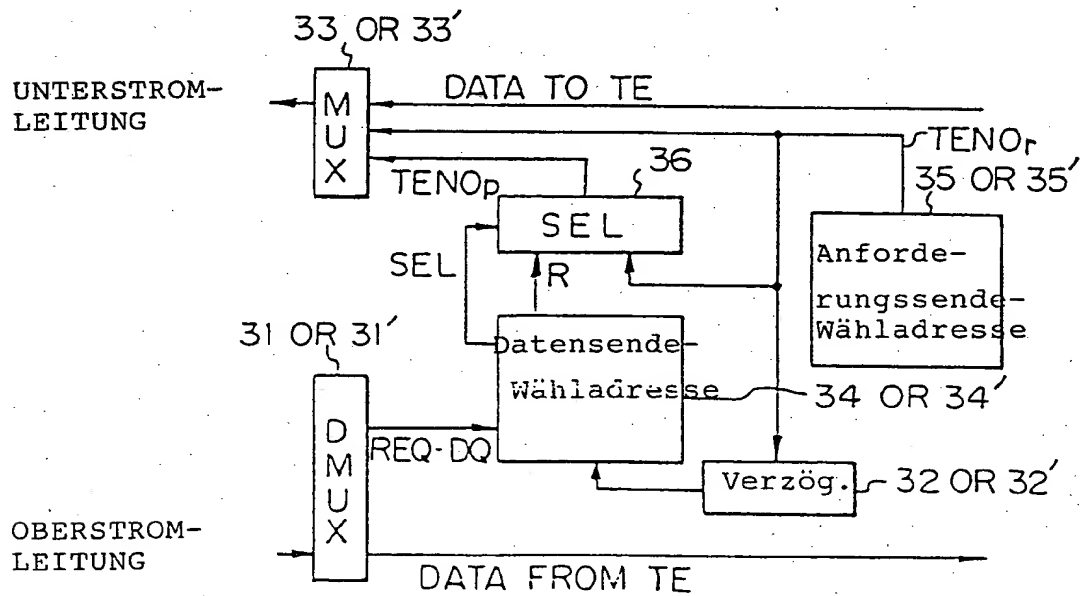 33 OR 33′
UNTERSTROM-
LEITUNG
MUX
DATA TO TE
TENOr
TENOp
36
35 OR 35′
SEL
SEL
R
Anforde-
rungssende-
Wähladresse
31 OR 31′
Datensende-
Wähladresse
34 OR 34′
DMUX
REQ-DQ
Verzög.
32 OR 32′
OBERSTROM-
LEITUNG
DATA FROM TE